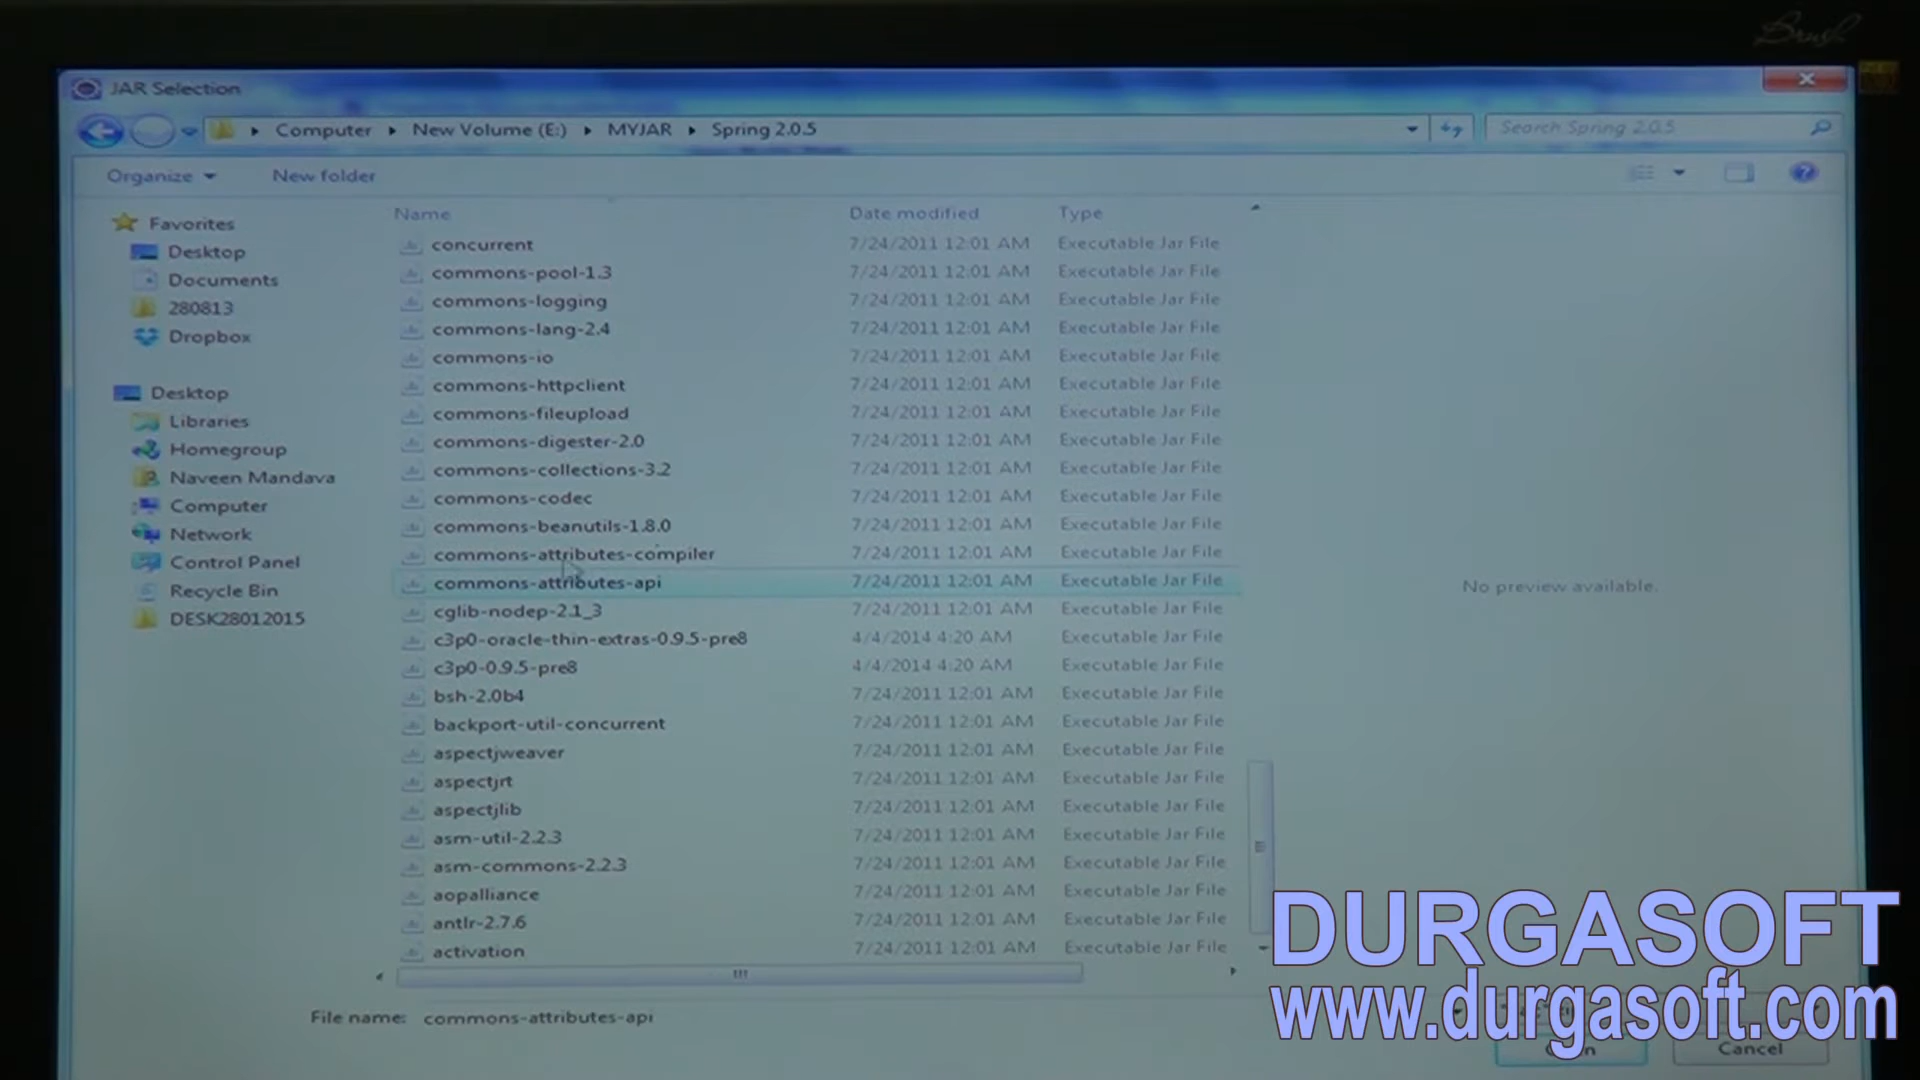 Brush
JAR Selection
Computer New Volume (E:) MYJAR Spring 2.0.5
Search Spring 2.0.5
Organize New folder
Name Date modified Type
Favorites
Desktop
Documents
280813
Dropbox
Desktop
Libraries
Homegroup
Naveen Mandava
Computer
Network
Control Panel
Recycle Bin
DESK28012015
concurrent 7/24/2011 12:01 AM Executable Jar File
commons-pool-1.3 7/24/2011 12:01 AM Executable Jar File
commons-logging 7/24/2011 12:01 AM Executable Jar File
commons-lang-2.4 7/24/2011 12:01 AM Executable Jar File
commons-io 7/24/2011 12:01 AM Executable Jar File
commons-httpclient 7/24/2011 12:01 AM Executable Jar File
commons-fileupload 7/24/2011 12:01 AM Executable Jar File
commons-digester-2.0 7/24/2011 12:01 AM Executable Jar File
commons-collections-3.2 7/24/2011 12:01 AM Executable Jar File
commons-codec 7/24/2011 12:01 AM Executable Jar File
commons-beanutils-1.8.0 7/24/2011 12:01 AM Executable Jar File
commons-attributes-compiler 7/24/2011 12:01 AM Executable Jar File
commons-attributes-api 7/24/2011 12:01 AM Executable Jar File
cglib-nodep-2.1_3 7/24/2011 12:01 AM Executable Jar File
c3p0-oracle-thin-extras-0.9.5-pre8 4/4/2014 4:20 AM Executable Jar File
c3p0-0.9.5-pre8 4/4/2014 4:20 AM Executable Jar File
bsh-2.0b4 7/24/2011 12:01 AM Executable Jar File
backport-util-concurrent 7/24/2011 12:01 AM Executable Jar File
aspectjweaver 7/24/2011 12:01 AM Executable Jar File
aspectjrt 7/24/2011 12:01 AM Executable Jar File
aspectjlib 7/24/2011 12:01 AM Executable Jar File
asm-util-2.2.3 7/24/2011 12:01 AM Executable Jar File
asm-commons-2.2.3 7/24/2011 12:01 AM Executable Jar File
aopalliance 7/24/2011 12:01 AM Executable Jar File
antlr-2.7.6 7/24/2011 12:01 AM Executable Jar File
activation 7/24/2011 12:01 AM Executable Jar File
No preview available.
File name: commons-attributes-api
Cancel
DURGASOFT
www.durgasoft.com